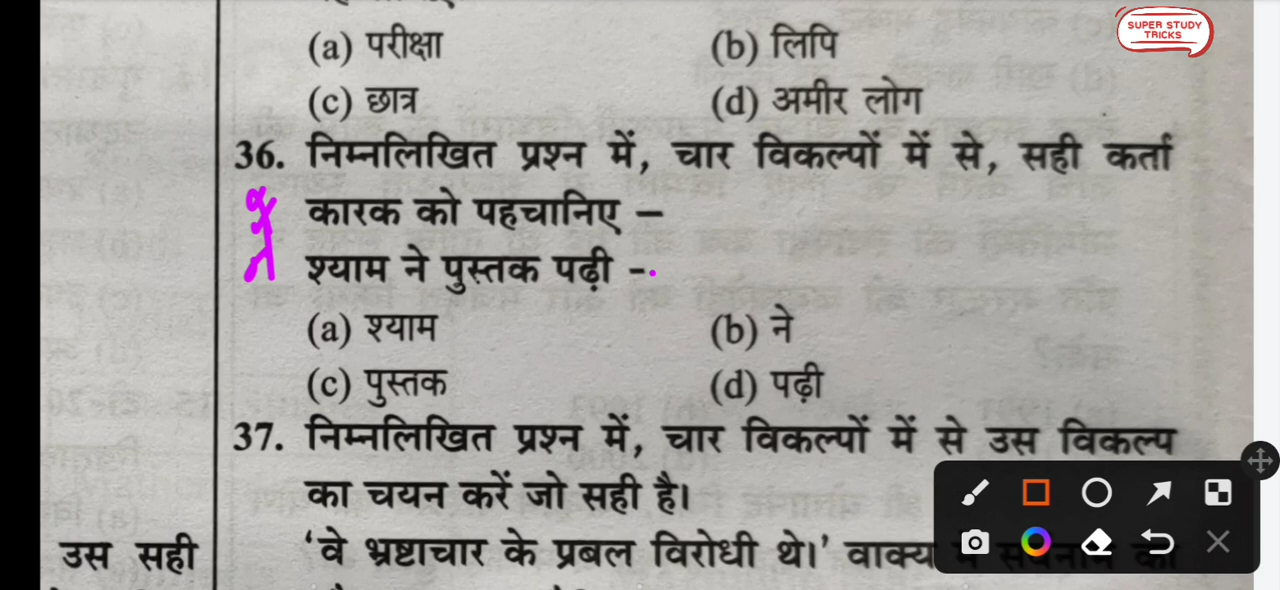 SUPER STUDY
TRICKS
(a) परीक्षा (b) लिपि
(c) छात्र (d) अमीर लोग
36. निम्नलिखित प्रश्न में, चार विकल्पों में से, सही कर्ता
कारक को पहचानिए –
श्याम ने पुस्तक पढ़ी -
(a) श्याम (b) ने
(c) पुस्तक (d) पढ़ी
37. निम्नलिखित प्रश्न में, चार विकल्पों में से उस विकल्प
का चयन करें जो सही है।
उस सही
‘वे भ्रष्टाचार के प्रबल विरोधी थे।’ वाक्य